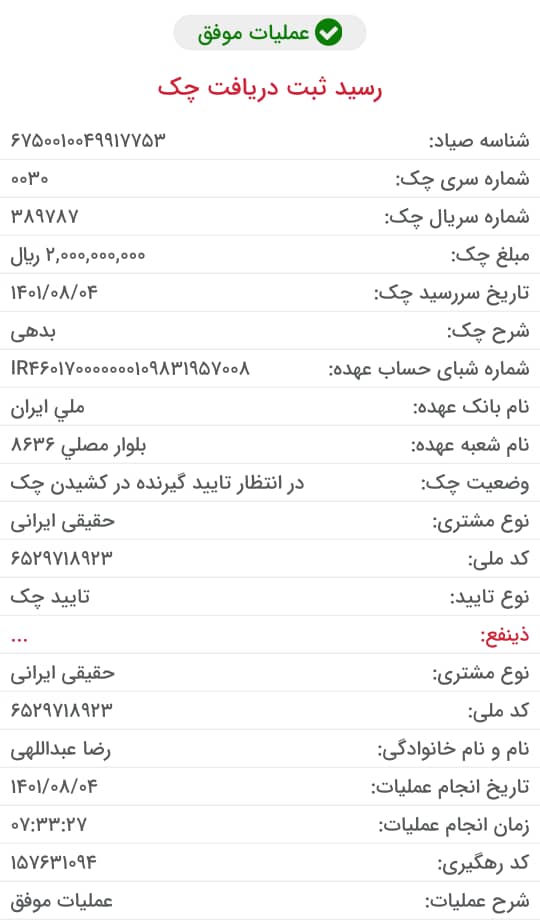 عملیات موفق
رسید ثبت دریافت چک
شناسه صیاد: ۶۷۵۰۰۱۰۰۴۹۹۱۷۷۵۳
شماره سری چک: ۰۰۳۰
شماره سریال چک: ۳۸۹۷۸۷
مبلغ چک: ۲,۰۰۰,۰۰۰,۰۰۰ ریال
تاریخ سررسید چک: ۱۴۰۱/۰۸/۰۴
شرح چک: بدهی
شماره شبای حساب عهده: IR۴۶۰۱۷۰۰۰۰۰۰۰۱۰۹۸۳۱۹۵۷۰۰۸
نام بانک عهده: ملي ایران
نام شعبه عهده: بلوار مصلي ۸۶۳۶
وضعیت چک: در انتظار تایید گیرنده در کشیدن چک
نوع مشتری: حقیقی ایرانی
کد ملی: ۶۵۲۹۷۱۸۹۲۳
نوع تایید: تایید چک
ذینفع: ...
نوع مشتری: حقیقی ایرانی
کد ملی: ۶۵۲۹۷۱۸۹۲۳
نام و نام خانوادگی: رضا عبداللهی
تاریخ انجام عملیات: ۱۴۰۱/۰۸/۰۴
زمان انجام عملیات: ۰۷:۳۳:۲۷
کد رهگیری: ۱۵۷۶۳۱۰۹۴
شرح عملیات: عملیات موفق